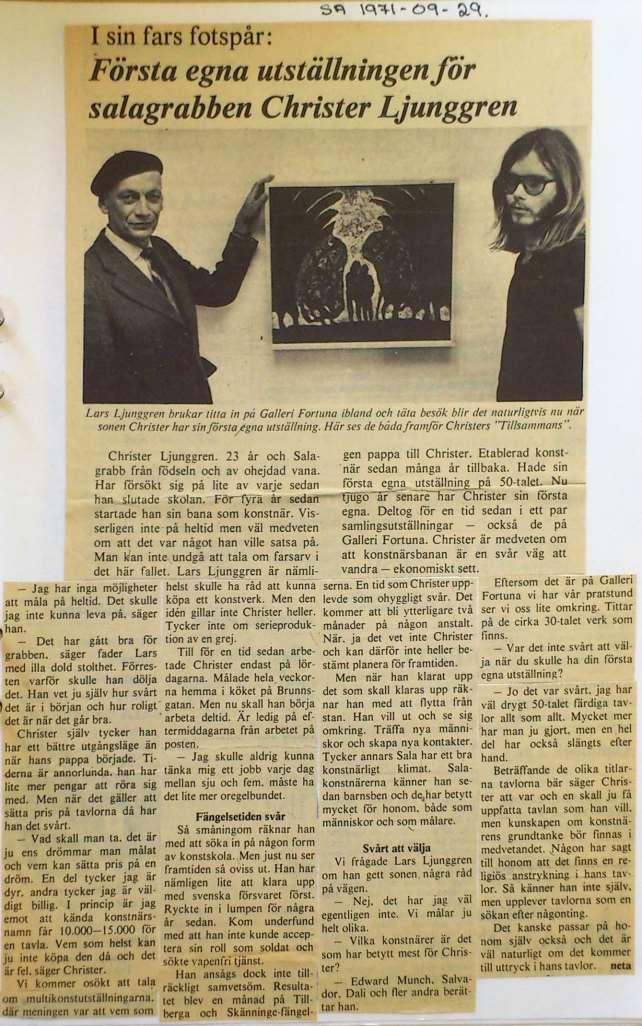 SA 1971-09-29.
I sin fars fotspår:
Första egna utställningen för
salagrabben Christer Ljunggren
Lars Ljunggren brukar titta in på Galleri Fortuna ibland och täta besök blir det naturligtvis nu när
sonen Christer har sin första egna utställning. Här ses de båda framför Christers "Tillsammans".
Christer Ljunggren. 23 år och Sala-
grabb från födseln och av ohejdad vana.
Har försökt sig på lite av varje sedan
han slutade skolan. För fyra år sedan
startade han sin bana som konstnär. Vis-
serligen inte på heltid men väl medveten
om att det var något han ville satsa på.
Man kan inte undgå att tala om farsarv i
det här fallet. Lars Ljunggren är nämli-
gen pappa till Christer. Etablerad konst-
när sedan många år tillbaka. Hade sin
första egna utställning på 50-talet. Nu
tjugo år senare har Christer sin första
egna. Deltog för en tid sedan i ett par
samlingsutställningar — också de på
Galleri Fortuna. Christer är medveten om
att konstnärsbanan är en svår väg att
vandra — ekonomiskt sett.
— Jag har inga möjligheter
att måla på heltid. Det skulle
jag inte kunna leva på. säger
han.
— Det har gått bra för
grabben. säger fader Lars
med illa dold stolthet. Förres-
ten varför skulle han dölja
det. Han vet ju själv hur svårt
det är i början och hur roligt
det är när det går bra.
Christer själv tycker han
har ett bättre utgångsläge än
när hans pappa började. Ti-
derna är annorlunda. han har
lite mer pengar att röra sig
med. Men när det gäller att
sätta pris på tavlorna då har
han det svårt.
— Vad skall man ta. det är
ju ens drömmar man målat
och vem kan sätta pris på en
dröm. En del tycker jag är
dyr. andra tycker jag är väl-
digt billig. I princip är jag
emot att kända konstnärs-
namn får 10.000—15.000 för
en tavla. Vem som helst kan
ju inte köpa den då och det
är fel. säger Christer.
Vi kommer osökt att tala
om multikonstutställningarna.
där meningen var att vem som
helst skulle ha råd att kunna
köpa ett konstverk. Men den
idén gillar inte Christer heller.
Tycker inte om serieproduk-
tion av en grej.
Till för en tid sedan arbe-
tade Christer endast på lör-
dagarna. Målade hela veckor-
na hemma i köket på Brunns-
gatan. Men nu skall han börja
arbeta deltid. Är ledig på ef-
termiddagarna från arbetet på
posten.
— Jag skulle aldrig kunna
tänka mig ett jobb varje dag
mellan sju och fem. måste ha
det lite mer oregelbundet.
Fängelsetiden svår
Så småningom räknar han
med att söka in på någon form
av konstskola. Men just nu ser
framtiden så oviss ut. Han har
nämligen lite att klara upp
med svenska försvaret först.
Ryckte in i lumpen för några
år sedan. Kom underfund
med att han inte kunde accep-
tera sin roll som soldat och
sökte vapenfri tjänst.
Han ansågs dock inte till-
räckligt samvetsöm. Resulta-
tet blev en månad på Till-
berga och Skänninge-fängel-
serna. En tid som Christer upp-
levde som ohyggligt svår. Det
kommer att bli ytterligare två
månader på någon anstalt.
När. ja det vet inte Christer
och kan därför inte heller be-
stämt planera för framtiden.
Men när han klarat upp
det som skall klaras upp räk-
nar han med att flytta från
stan. Han vill ut och se sig
omkring. Träffa nya männi-
skor och skapa nya kontakter.
Tycker annars Sala har ett bra
konstnärligt klimat. Sala-
konstnärerna känner han se-
dan barnsben och de har betytt
mycket för honom. både som
människor och som målare.
Svårt att välja
Vi frågade Lars Ljunggren
om han gett sonen några råd
på vägen.
— Nej, det har jag väl
egentligen inte. Vi målar ju
helt olika.
— Vilka konstnärer är det
som har betytt mest för Chris-
ter?
— Edward Munch. Salva-
dor. Dali och fler andra berät-
tar han.
Eftersom det är på Galleri
Fortuna vi har vår pratstund
ser vi oss lite omkring. Tittar
på de cirka 30-talet verk som
finns.
— Var det inte svårt att väl-
ja när du skulle ha din första
egna utställning?
— Jo det var svårt. jag har
väl drygt 50-talet färdiga tav-
lor allt som allt. Mycket mer
har man ju gjort. men en hel
del har också slängts efter
hand.
Beträffande de olika titlar-
na tavlorna bär säger Chris-
ter att var och en skall ju få
uppfatta tavlan som han vill.
men kunskapen om konstnä-
rens grundtanke bör finnas i
medvetandet. Någon har sagt
till honom att det finns en re-
ligiös anstrykning i hans tav-
lor. Så känner han inte själv.
men upplever tavlorna som en
sökan efter någonting.
Det kanske passar på ho-
nom själv också och det är
väl naturligt om det kommer
till uttryck i hans tavlor. neta